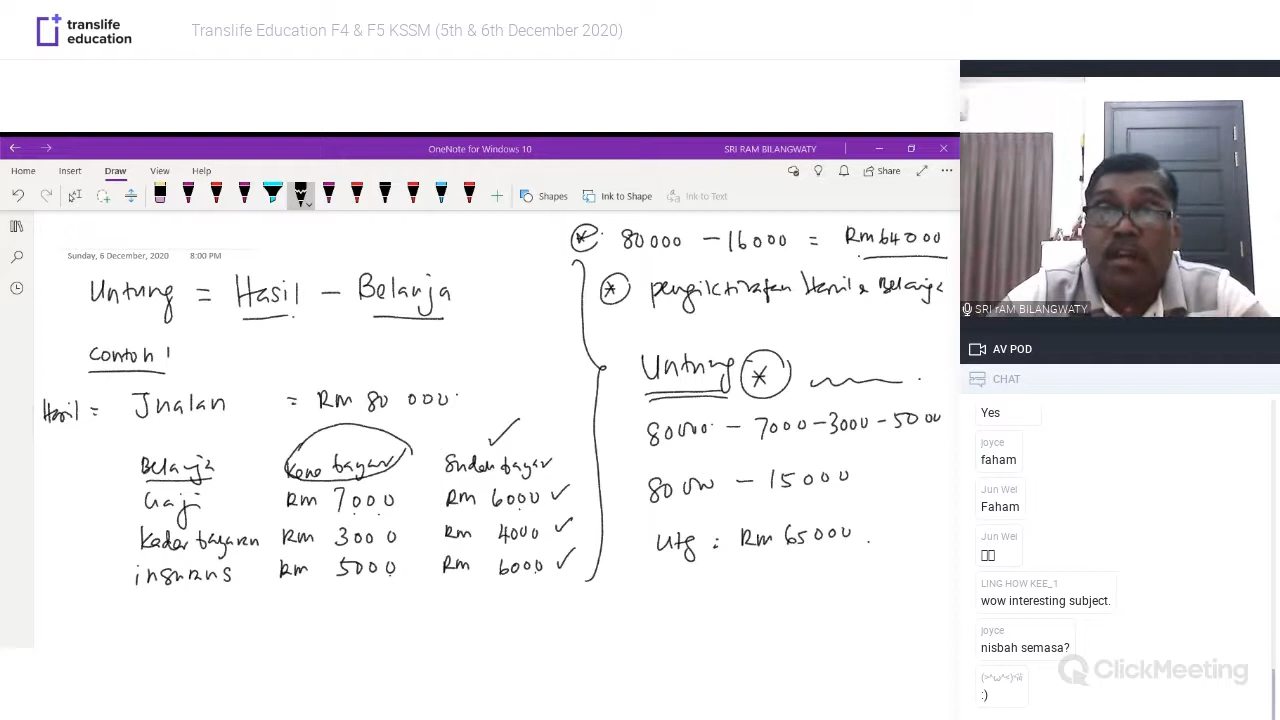 translife
education
Translife Education F4 & F5 KSSM (5th & 6th December 2020)
OneNote for Windows 10
SRI RAM BILANGWATY
Home Insert Draw View Help
Share
Shapes Ink to Shape Ink to Text
Sunday, 6 December, 2020 8:00 PM
Untung = Hasil - Belanja
Contoh 1
Hasil = Jualan = RM 80 000.
Belanja Kena bayar Sudah bayar
Gaji RM 7000 RM 6000 ✓
Kadar bayaran RM 3000 RM 4000 ✓
insurans RM 5000 RM 6000 ✓
* 80000 - 16000 = RM 64000
* pengiktirafan Hasil & Belanja
Untung *
80000 - 7000 - 3000 - 5000
80000 - 15000
Utg : RM 65000.
SRI rAM BILANGWATY
AV POD
CHAT
Yes
joyce
faham
Jun Wei
Faham
Jun Wei
LING HOW KEE_1
wow interesting subject.
joyce
nisbah semasa?
:)
ClickMeeting